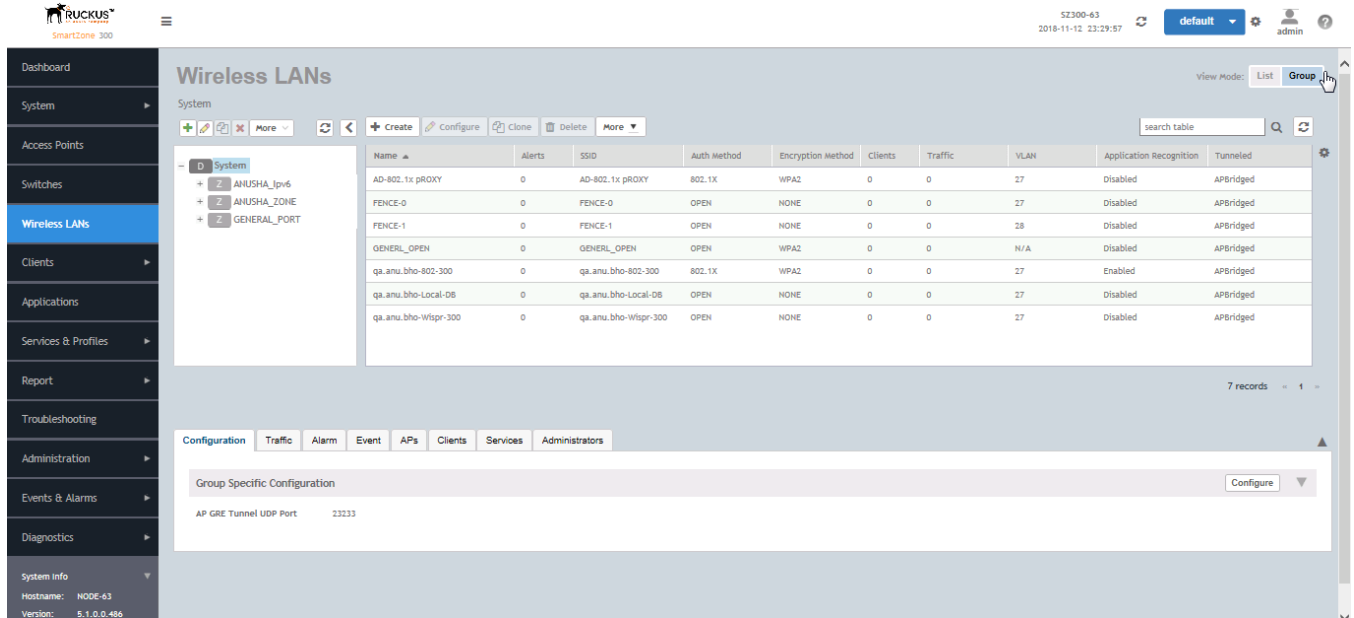 RUCKUS™
SmartZone 300
SZ300-63
2018-11-12 23:29:57
default
admin
Dashboard
System
Access Points
Switches
Wireless LANs
Clients
Applications
Services & Profiles
Report
Troubleshooting
Administration
Events & Alarms
Diagnostics
System Info
Hostname: NODE-63
Version: 5.1.0.0.486
Wireless LANs
View Mode: List Group
System
More
Create Configure Clone Delete More
search table
D System
Z ANUSHA_Ipv6
Z ANUSHA_ZONE
Z GENERAL_PORT
Name Alerts SSID Auth Method Encryption Method Clients Traffic VLAN Application Recognition Tunneled
AD-802.1x pROXY 0 AD-802.1x pROXY 802.1X WPA2 0 0 27 Disabled APBridged
FENCE-0 0 FENCE-0 OPEN NONE 0 0 27 Disabled APBridged
FENCE-1 0 FENCE-1 OPEN NONE 0 0 28 Disabled APBridged
GENERL_OPEN 0 GENERL_OPEN OPEN WPA2 0 0 N/A Disabled APBridged
qa.anu.bho-802-300 0 qa.anu.bho-802-300 802.1X WPA2 0 0 27 Enabled APBridged
qa.anu.bho-Local-DB 0 qa.anu.bho-Local-DB OPEN NONE 0 0 27 Disabled APBridged
qa.anu.bho-Wispr-300 0 qa.anu.bho-Wispr-300 OPEN NONE 0 0 27 Disabled APBridged
7 records « 1 »
Configuration Traffic Alarm Event APs Clients Services Administrators
Group Specific Configuration
Configure
AP GRE Tunnel UDP Port 23233